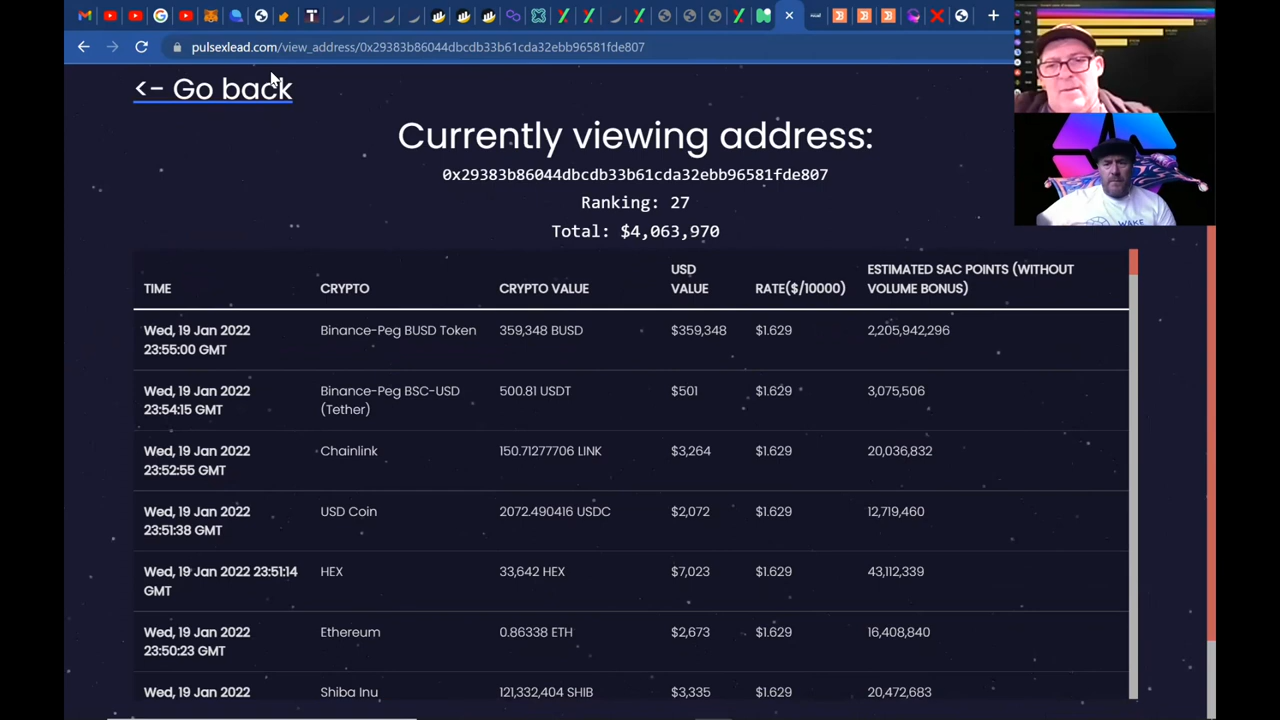 pulsexlead.com/view_address/0x29383b86044dbcdb33b61cda32ebb96581fde807
<- Go back
Currently viewing address:
0x29383b86044dbcdb33b61cda32ebb96581fde807
Ranking: 27
Total: $4,063,970
TIME CRYPTO CRYPTO VALUE USD VALUE RATE($/10000) ESTIMATED SAC POINTS (WITHOUT VOLUME BONUS)
Wed, 19 Jan 2022 Binance-Peg BUSD Token 359,348 BUSD $359,348 $1.629 2,205,942,296
23:55:00 GMT
Wed, 19 Jan 2022 Binance-Peg BSC-USD 500.81 USDT $501 $1.629 3,075,506
23:54:15 GMT (Tether)
Wed, 19 Jan 2022 Chainlink 150.71277706 LINK $3,264 $1.629 20,036,832
23:52:55 GMT
Wed, 19 Jan 2022 USD Coin 2072.490416 USDC $2,072 $1.629 12,719,460
23:51:38 GMT
Wed, 19 Jan 2022 23:51:14 HEX 33,642 HEX $7,023 $1.629 43,112,339
GMT
Wed, 19 Jan 2022 Ethereum 0.86338 ETH $2,673 $1.629 16,408,840
23:50:23 GMT
Wed, 19 Jan 2022 Shiba Inu 121,332,404 SHIB $3,335 $1.629 20,472,683
WAKE